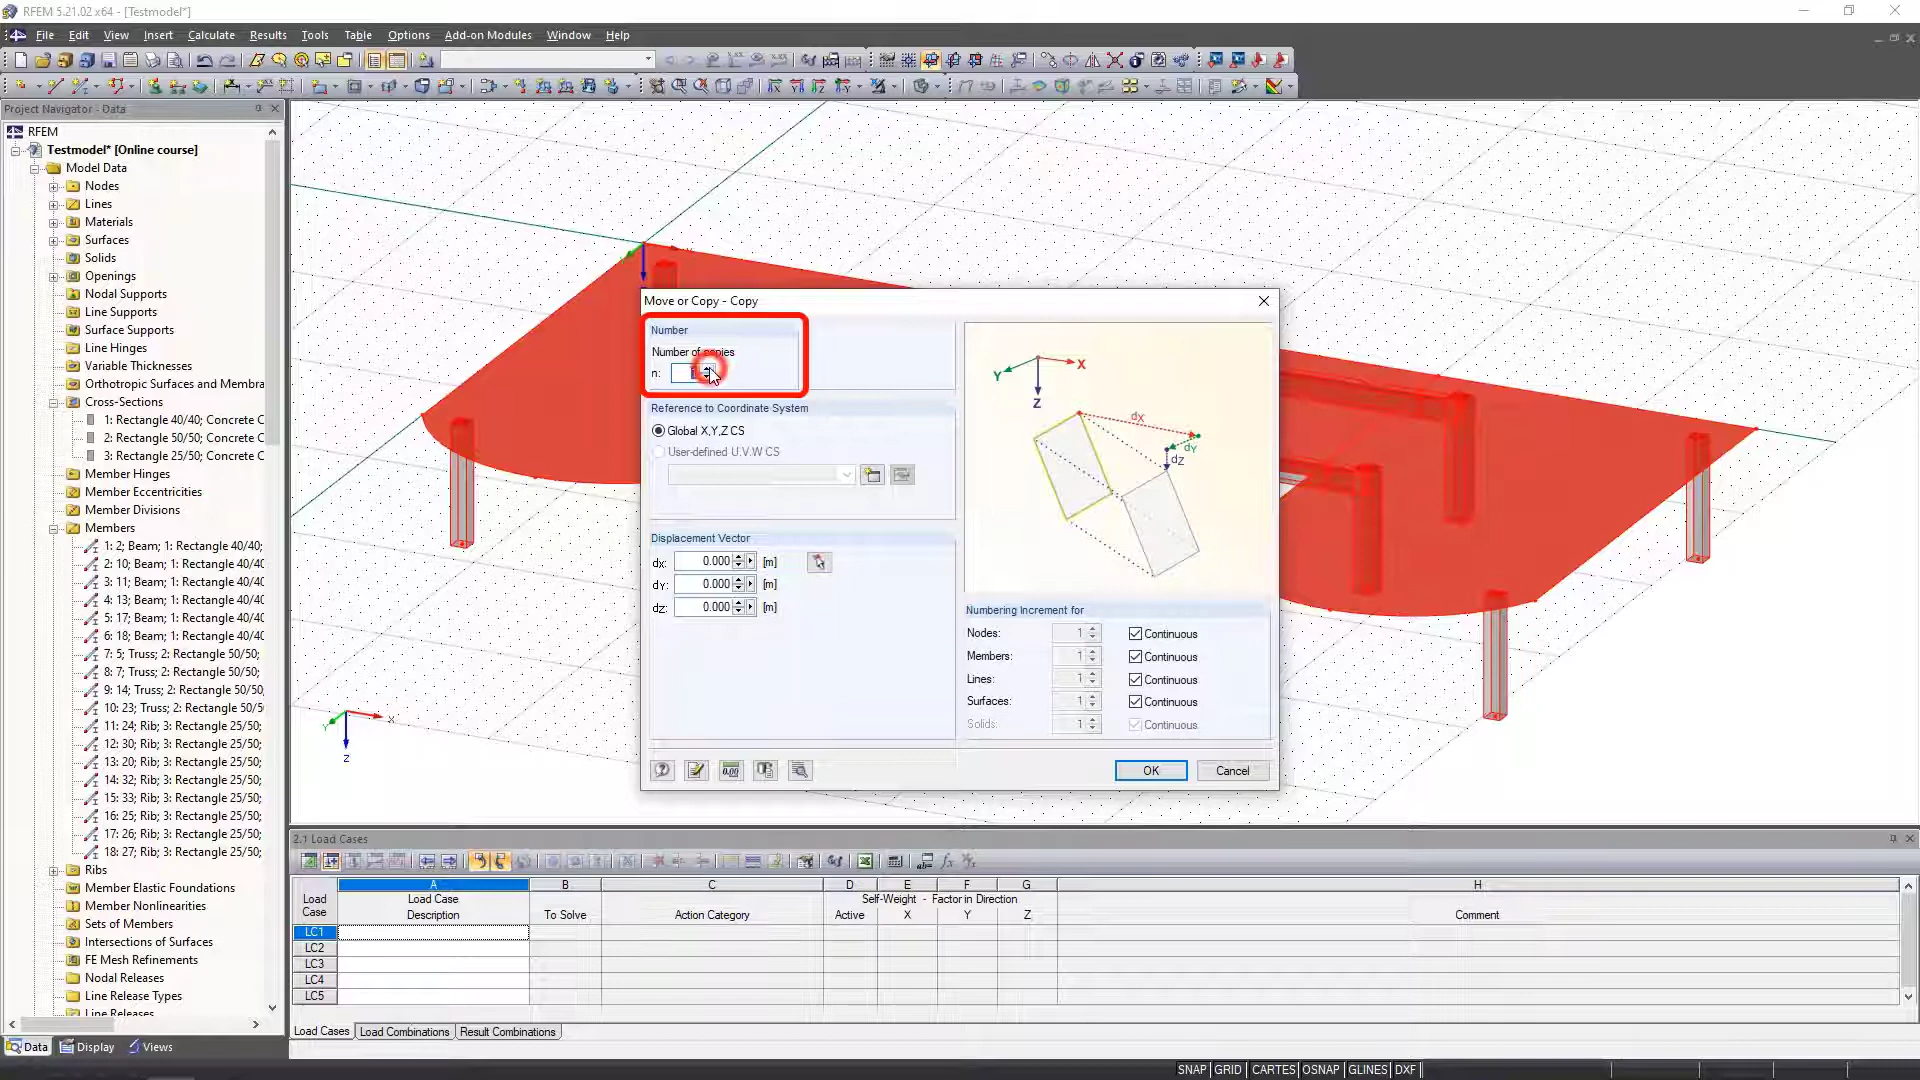 RFEM 5.21.02 x64 - [Testmodel*]
File Edit View Insert Calculate Results Tools Table Options Add-on Modules Window Help
Project Navigator - Data
RFEM
Testmodel* [Online course]
Model Data
Nodes
Lines
Materials
Surfaces
Solids
Openings
Nodal Supports
Line Supports
Surface Supports
Line Hinges
Variable Thicknesses
Orthotropic Surfaces and Membra
Cross-Sections
1: Rectangle 40/40; Concrete C
2: Rectangle 50/50; Concrete C
3: Rectangle 25/50; Concrete C
Member Hinges
Member Eccentricities
Member Divisions
Members
1: 2; Beam; 1: Rectangle 40/40;
2: 10; Beam; 1: Rectangle 40/40
3: 11; Beam; 1: Rectangle 40/40
4: 13; Beam; 1: Rectangle 40/40
5: 17; Beam; 1: Rectangle 40/40
6: 18; Beam; 1: Rectangle 40/40
7: 5; Truss; 2: Rectangle 50/50;
8: 7; Truss; 2: Rectangle 50/50;
9: 14; Truss; 2: Rectangle 50/50
10: 23; Truss; 2: Rectangle 50/5
11: 24; Rib; 3: Rectangle 25/50;
12: 30; Rib; 3: Rectangle 25/50;
13: 20; Rib; 3: Rectangle 25/50;
14: 32; Rib; 3: Rectangle 25/50;
15: 33; Rib; 3: Rectangle 25/50;
16: 25; Rib; 3: Rectangle 25/50;
17: 26; Rib; 3: Rectangle 25/50;
18: 27; Rib; 3: Rectangle 25/50;
Ribs
Member Elastic Foundations
Member Nonlinearities
Sets of Members
Intersections of Surfaces
FE Mesh Refinements
Nodal Releases
Line Release Types
Line Releases
Data Display Views
X
Y
Z
Move or Copy - Copy
Number
Number of copies
n:
Reference to Coordinate System
Global X,Y,Z CS
User-defined U,V,W CS
Displacement Vector
dX: 0.000 [m]
dY: 0.000 [m]
dZ: 0.000 [m]
X
Y
Z
dX
dY
dZ
Numbering Increment for
Nodes: 1 Continuous
Members: 1 Continuous
Lines: 1 Continuous
Surfaces: 1 Continuous
Solids: 1 Continuous
OK Cancel
2.1 Load Cases
A B C D E F G H
Load Case
Load Case Description
To Solve
Action Category
Self-Weight - Factor in Direction
Active X Y Z
Comment
LC1
LC2
LC3
LC4
LC5
Load Cases Load Combinations Result Combinations
SNAP GRID CARTES OSNAP GLINES DXF